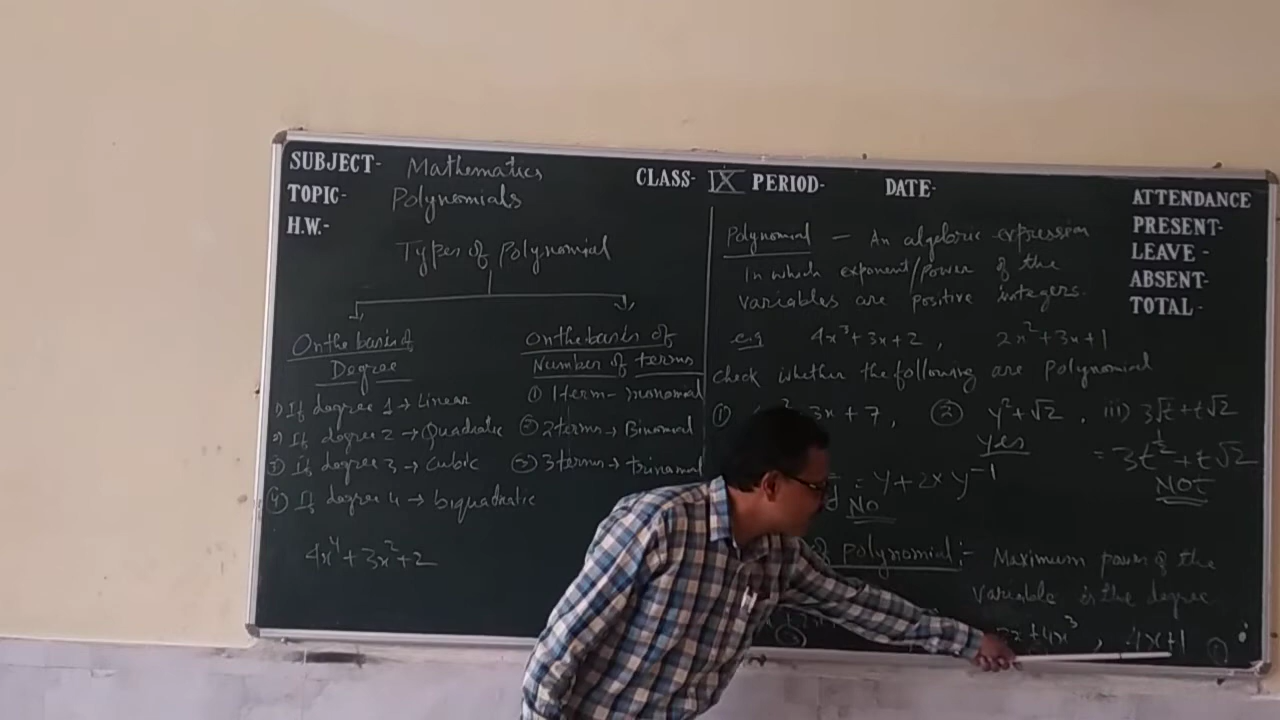 SUBJECT- Mathematics
TOPIC- Polynomials
H.W.-
CLASS- IX PERIOD- DATE-
ATTENDANCE
PRESENT-
LEAVE -
ABSENT-
TOTAL -
Types of Polynomial
On the basis of
Degree
1) If degree 1 → Linear
2) If degree 2 → Quadratic
3) If degree 3 → Cubic
4) If degree 4 → biquadratic
4x⁴ + 3x² + 2
On the basis of
Number of terms
① 1 term - monomial
② 2 terms → Binomial
③ 3 terms → trinomial
Polynomial - An algebric expression
In which exponent/power of the
variables are positive integers.
e.g 4x³ + 3x + 2 , 2x² + 3x + 1
Check whether the following are Polynomial
① 3x + 7 , ② y² + √2 , iii) 3√t + t√2
yes
= 3t^½ + t√2
NOT
= y + 2x y⁻¹
No
of polynomial :- Maximum power of the
variable is the degree
+ 4x³ , 4x+1 ①